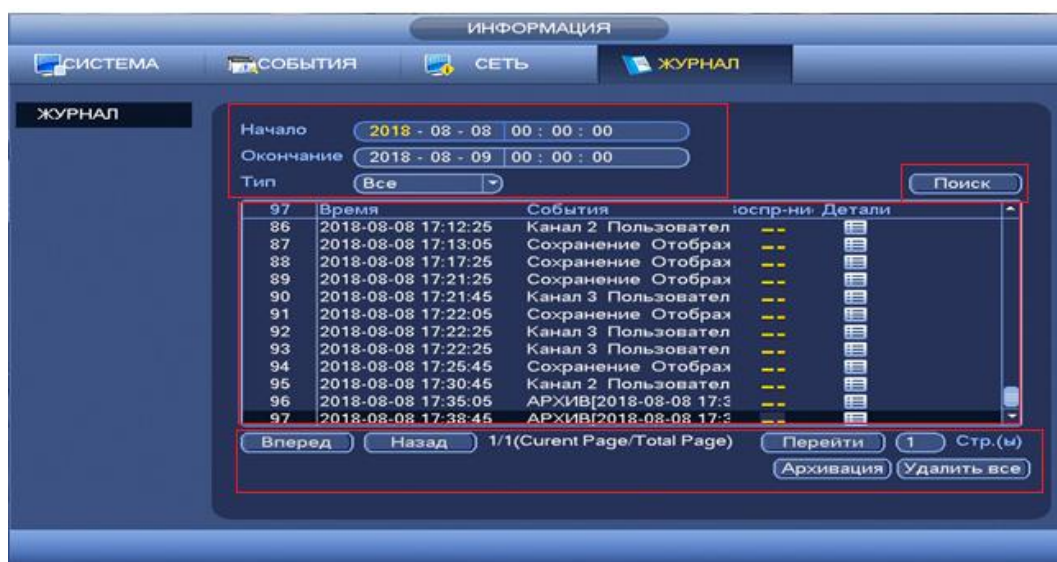 ИНФОРМАЦИЯ
СИСТЕМА СОБЫТИЯ СЕТЬ ЖУРНАЛ
ЖУРНАЛ
Начало 2018 - 08 - 08 00 : 00 : 00
Окончание 2018 - 08 - 09 00 : 00 : 00
Тип Все
Поиск
97 Время События Воспр-ни Детали
86 2018-08-08 17:12:25 Канал 2 Пользовател --
87 2018-08-08 17:13:05 Сохранение Отображ --
88 2018-08-08 17:17:25 Сохранение Отображ --
89 2018-08-08 17:21:25 Сохранение Отображ --
90 2018-08-08 17:21:45 Канал 3 Пользовател --
91 2018-08-08 17:22:05 Сохранение Отображ --
92 2018-08-08 17:22:25 Канал 3 Пользовател --
93 2018-08-08 17:22:25 Канал 3 Пользовател --
94 2018-08-08 17:25:45 Сохранение Отображ --
95 2018-08-08 17:30:45 Канал 2 Пользовател --
96 2018-08-08 17:35:05 АРХИВ[2018-08-08 17:3 --
97 2018-08-08 17:38:45 АРХИВ[2018-08-08 17:3 --
Вперед Назад 1/1(Curent Page/Total Page) Перейти 1 Стр.(ы)
Архивация Удалить все